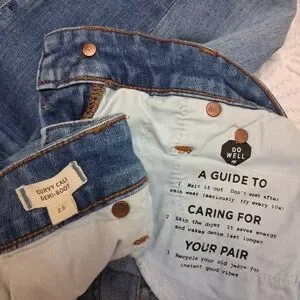 CURVY CALI
DEMI-BOOT
26
DO
WELL
A GUIDE TO
1 Wait it out Don't wash after
each wear (seriously try every 10x)
CARING FOR
2 Skip the dryer It saves energy
and makes denim last longer
YOUR PAIR
3 Recycle your old jeans for
instant good vibes